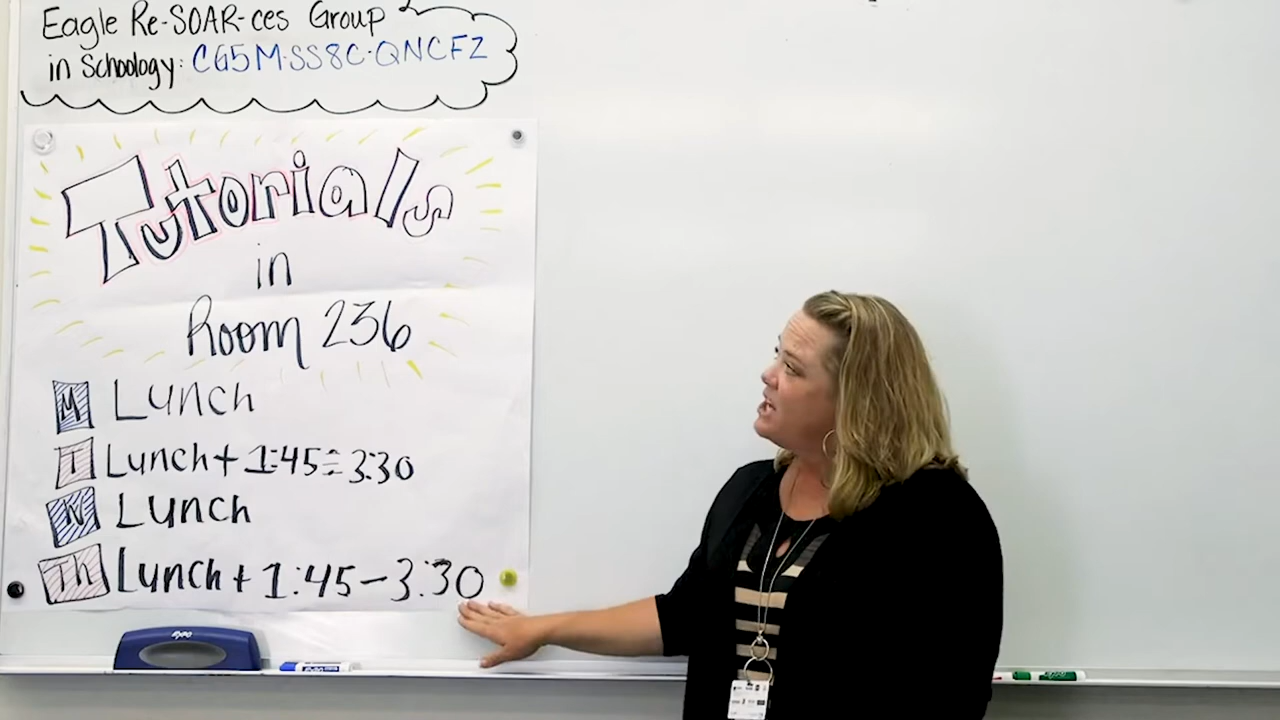 Eagle Re-SOAR-ces Group
in Schoology: CG5M-SS8C-QNCFZ
Tutorials
in
Room 236
M Lunch
T Lunch + 1:45 - 3:30
W Lunch
Th Lunch + 1:45 - 3:30
EXPO